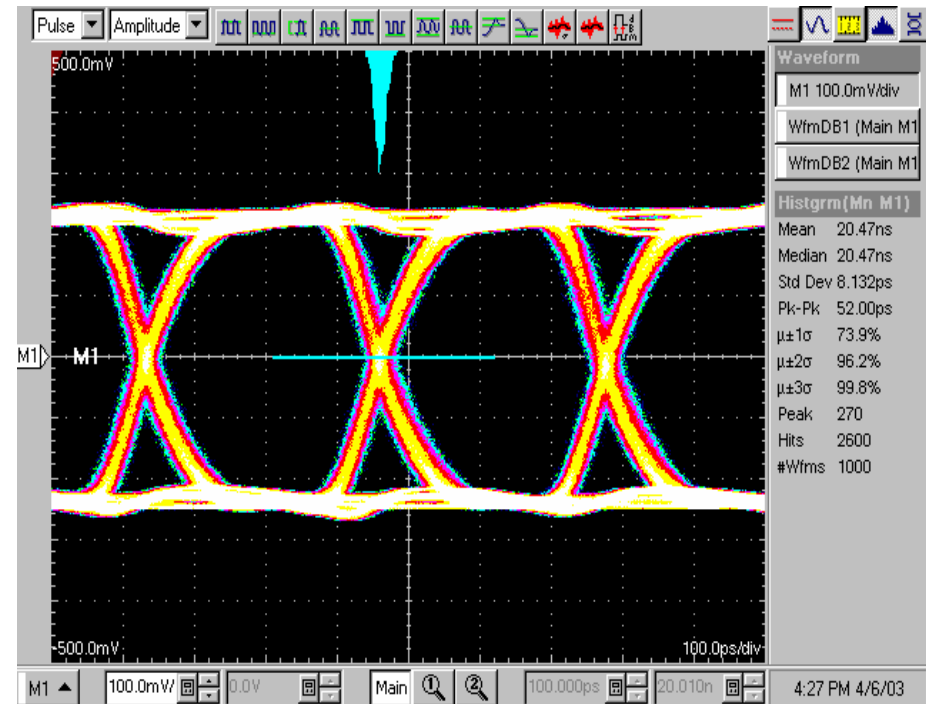 Pulse Amplitude
500.0mV
Waveform
M1 100.0mV/div
WfmDB1 (Main M1
WfmDB2 (Main M1
Histgrm(Mn M1)
Mean 20.47ns
Median 20.47ns
Std Dev 8.132ps
Pk-Pk 52.00ps
µ±1σ 73.9%
µ±2σ 96.2%
µ±3σ 99.8%
Peak 270
Hits 2600
#Wfms 1000
M1 M1
-500.0mV 100.0ps/div
M1 100.0mV/ 0.0V Main 1 2 100.000ps 20.010n 4:27 PM 4/6/03